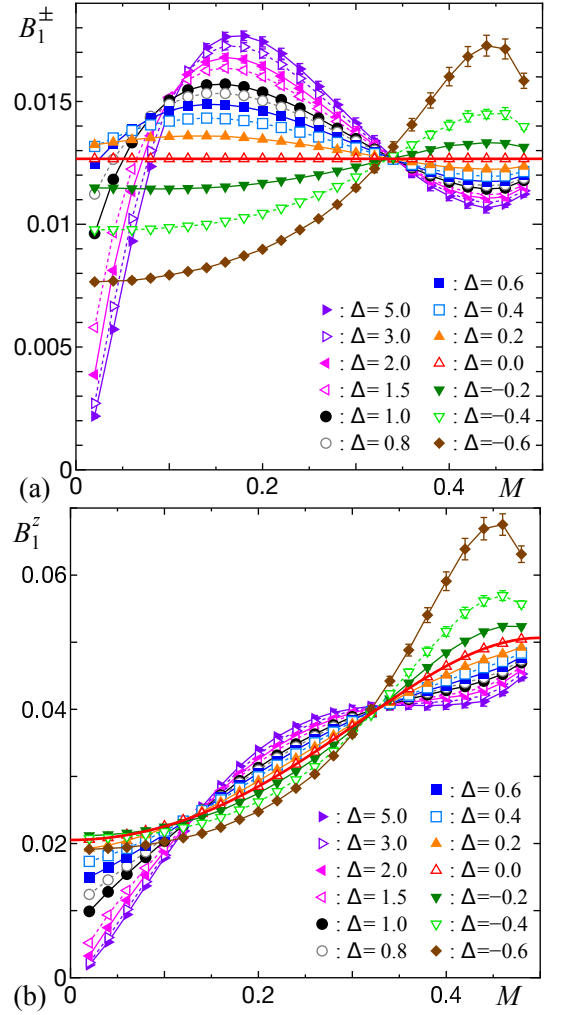 B₁^±
0.015
0.01
0.005
0
: Δ= 5.0
: Δ= 3.0
: Δ= 2.0
: Δ= 1.5
: Δ= 1.0
: Δ= 0.8
: Δ= 0.6
: Δ= 0.4
: Δ= 0.2
: Δ= 0.0
: Δ=−0.2
: Δ=−0.4
: Δ=−0.6
(a)
0.2
0.4
M
B₁^z
0.06
0.04
0.02
0
: Δ= 5.0
: Δ= 3.0
: Δ= 2.0
: Δ= 1.5
: Δ= 1.0
: Δ= 0.8
: Δ= 0.6
: Δ= 0.4
: Δ= 0.2
: Δ= 0.0
: Δ=−0.2
: Δ=−0.4
: Δ=−0.6
(b)
0
0.2
0.4
M